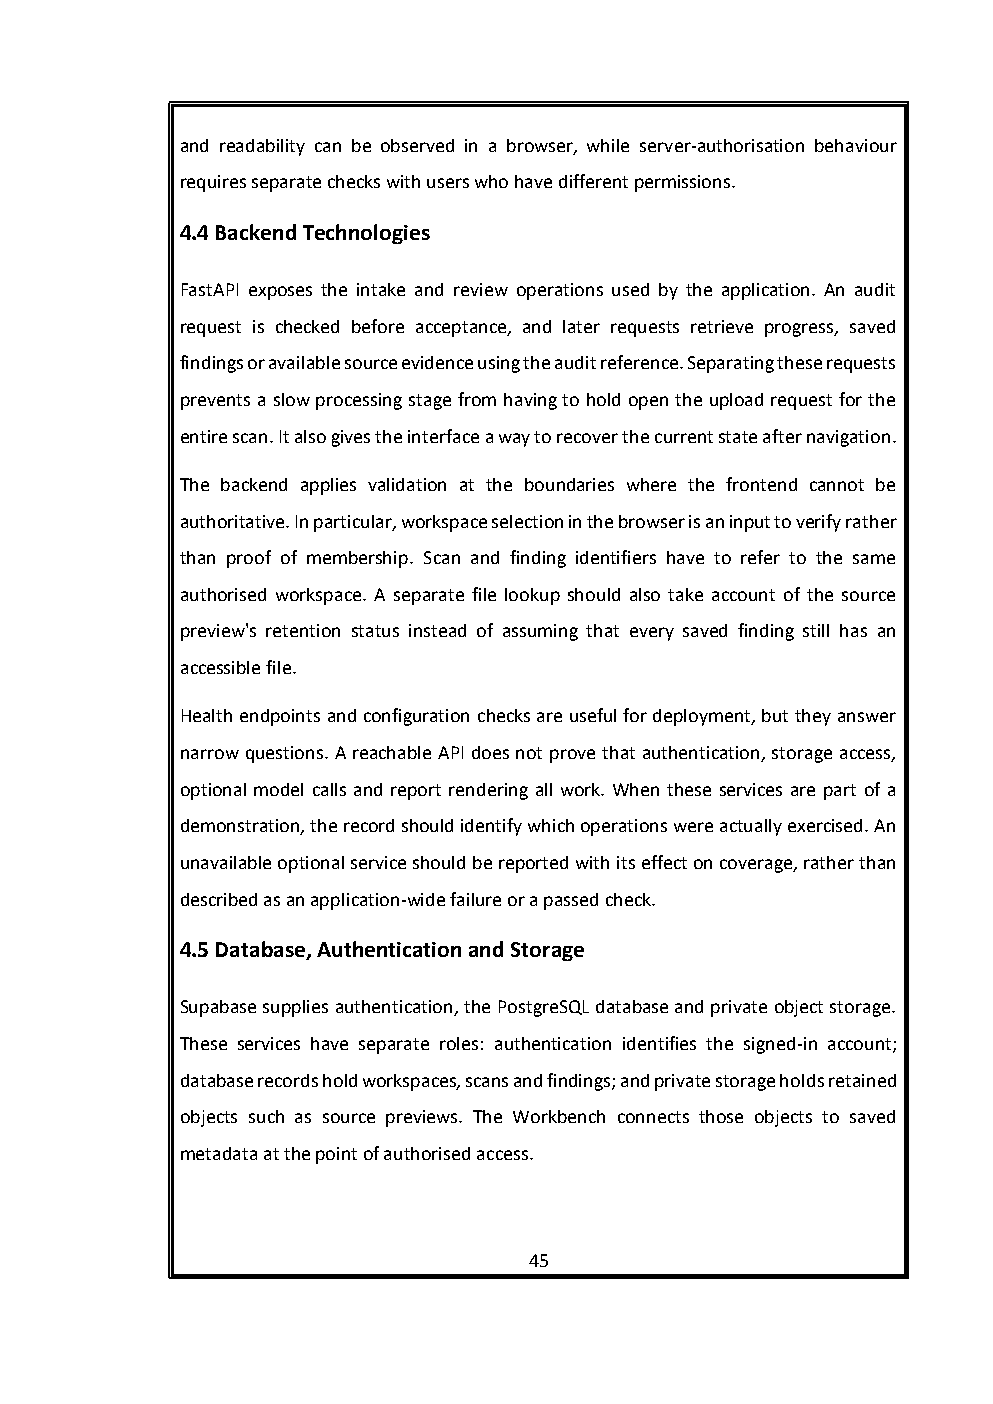 and readability can be observed in a browser, while server-authorisation behaviour
requires separate checks with users who have different permissions.
4.4 Backend Technologies
FastAPI exposes the intake and review operations used by the application. An audit
request is checked before acceptance, and later requests retrieve progress, saved
findings or available source evidence using the audit reference. Separating these requests
prevents a slow processing stage from having to hold open the upload request for the
entire scan. It also gives the interface a way to recover the current state after navigation.
The backend applies validation at the boundaries where the frontend cannot be
authoritative. In particular, workspace selection in the browser is an input to verify rather
than proof of membership. Scan and finding identifiers have to refer to the same
authorised workspace. A separate file lookup should also take account of the source
preview's retention status instead of assuming that every saved finding still has an
accessible file.
Health endpoints and configuration checks are useful for deployment, but they answer
narrow questions. A reachable API does not prove that authentication, storage access,
optional model calls and report rendering all work. When these services are part of a
demonstration, the record should identify which operations were actually exercised. An
unavailable optional service should be reported with its effect on coverage, rather than
described as an application-wide failure or a passed check.
4.5 Database, Authentication and Storage
Supabase supplies authentication, the PostgreSQL database and private object storage.
These services have separate roles: authentication identifies the signed-in account;
database records hold workspaces, scans and findings; and private storage holds retained
objects such as source previews. The Workbench connects those objects to saved
metadata at the point of authorised access.
45